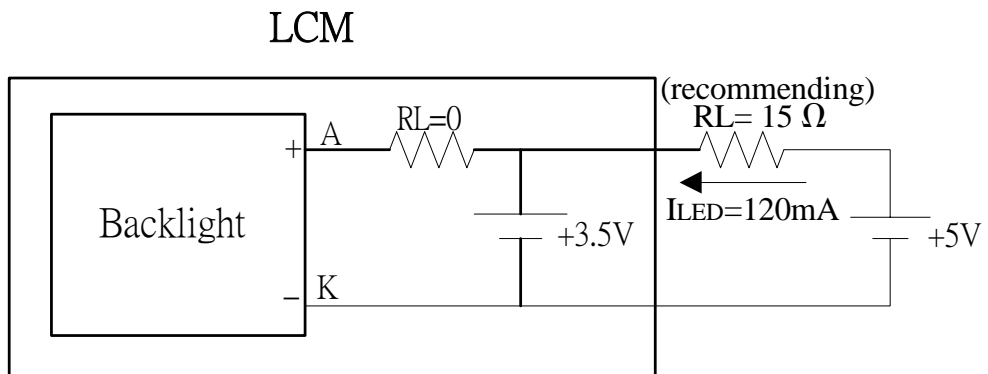 LCM
(recommending)
RL= 15 Ω
RL=0
A
+
ILED=120mA
Backlight
+3.5V
+5V
K
−